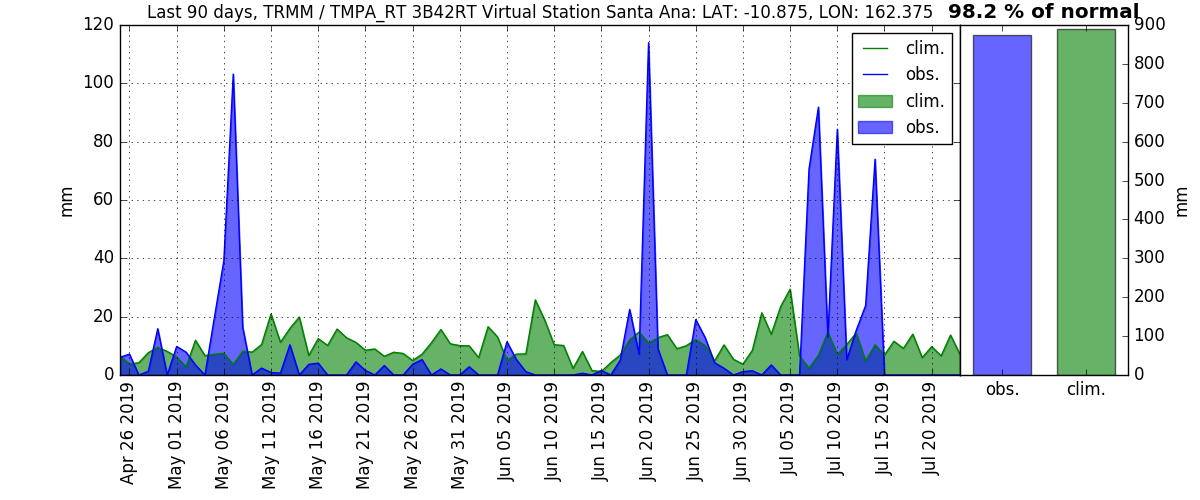 Last 90 days, TRMM / TMPA_RT 3B42RT Virtual Station Santa Ana: LAT: -10.875, LON: 162.375
98.2 % of normal
120
100
80
60
40
20
0
mm
clim.
obs.
clim.
obs.
900
800
700
600
500
400
300
200
100
0
mm
obs.
clim.
Apr 26 2019
May 01 2019
May 06 2019
May 11 2019
May 16 2019
May 21 2019
May 26 2019
May 31 2019
Jun 05 2019
Jun 10 2019
Jun 15 2019
Jun 20 2019
Jun 25 2019
Jun 30 2019
Jul 05 2019
Jul 10 2019
Jul 15 2019
Jul 20 2019